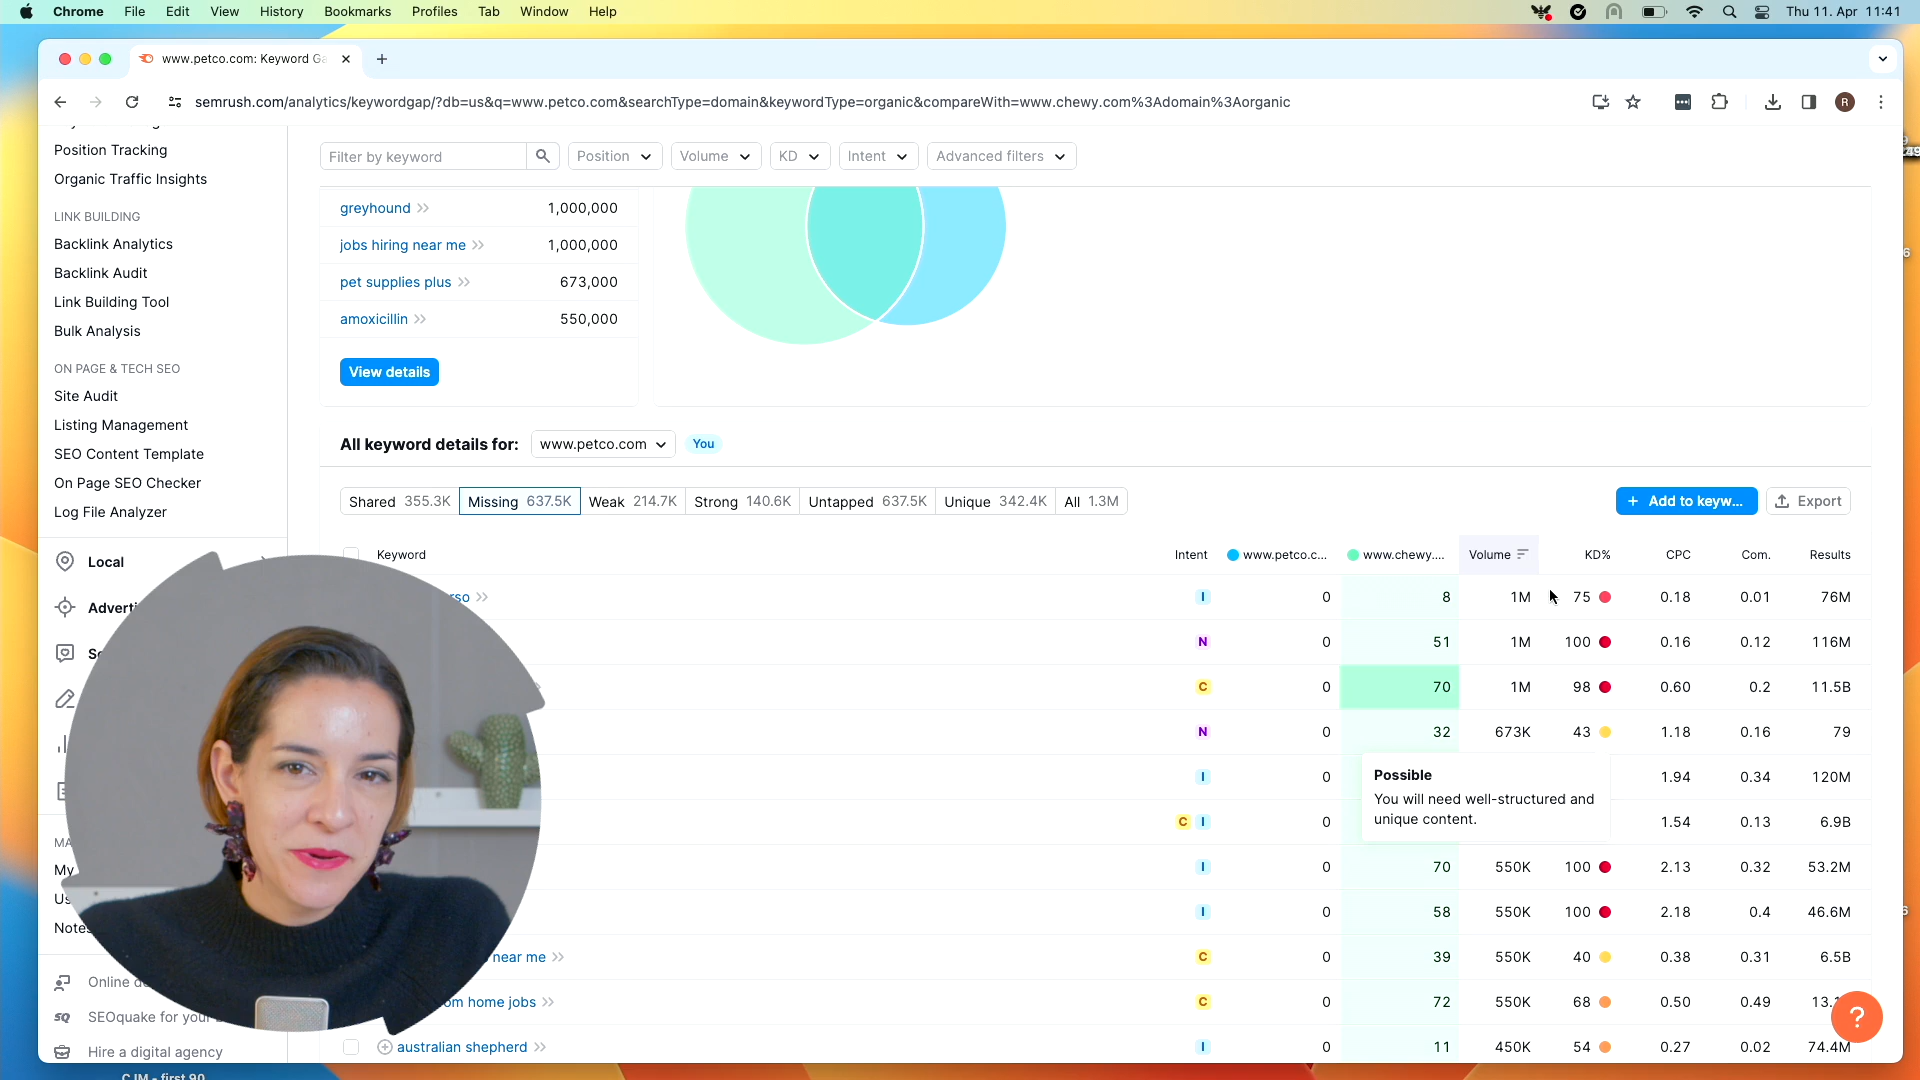 Chrome File Edit View History Bookmarks Profiles Tab Window Help Thu 11. Apr 11:41
www.petco.com: Keyword Ga
semrush.com/analytics/keywordgap/?db=us&q=www.petco.com&searchType=domain&keywordType=organic&compareWith=www.chewy.com%3Adomain%3Aorganic R
Position Tracking
Organic Traffic Insights
LINK BUILDING
Backlink Analytics
Backlink Audit
Link Building Tool
Bulk Analysis
ON PAGE & TECH SEO
Site Audit
Listing Management
SEO Content Template
On Page SEO Checker
Log File Analyzer
Local
Adverti
My
Notes
Online de
SEOquake for your
Hire a digital agency
CJM - first 90
Filter by keyword Position Volume KD Intent Advanced filters
greyhound 1,000,000
jobs hiring near me 1,000,000
pet supplies plus 673,000
amoxicillin 550,000
View details
All keyword details for: www.petco.com You
Shared 355.3K Missing 637.5K Weak 214.7K Strong 140.6K Untapped 637.5K Unique 342.4K All 1.3M
+ Add to keyw... Export
Keyword Intent www.petco.c... www.chewy.... Volume KD% CPC Com. Results
rso I 0 8 1M 75 0.18 0.01 76M
N 0 51 1M 100 0.16 0.12 116M
C 0 70 1M 98 0.60 0.2 11.5B
N 0 32 673K 43 1.18 0.16 79
I 0 1.94 0.34 120M
Possible
You will need well-structured and
unique content.
C I 0 1.54 0.13 6.9B
I 0 70 550K 100 2.13 0.32 53.2M
I 0 58 550K 100 2.18 0.4 46.6M
near me C 0 39 550K 40 0.38 0.31 6.5B
om home jobs C 0 72 550K 68 0.50 0.49 13.
australian shepherd I 0 11 450K 54 0.27 0.02 74.4M
?